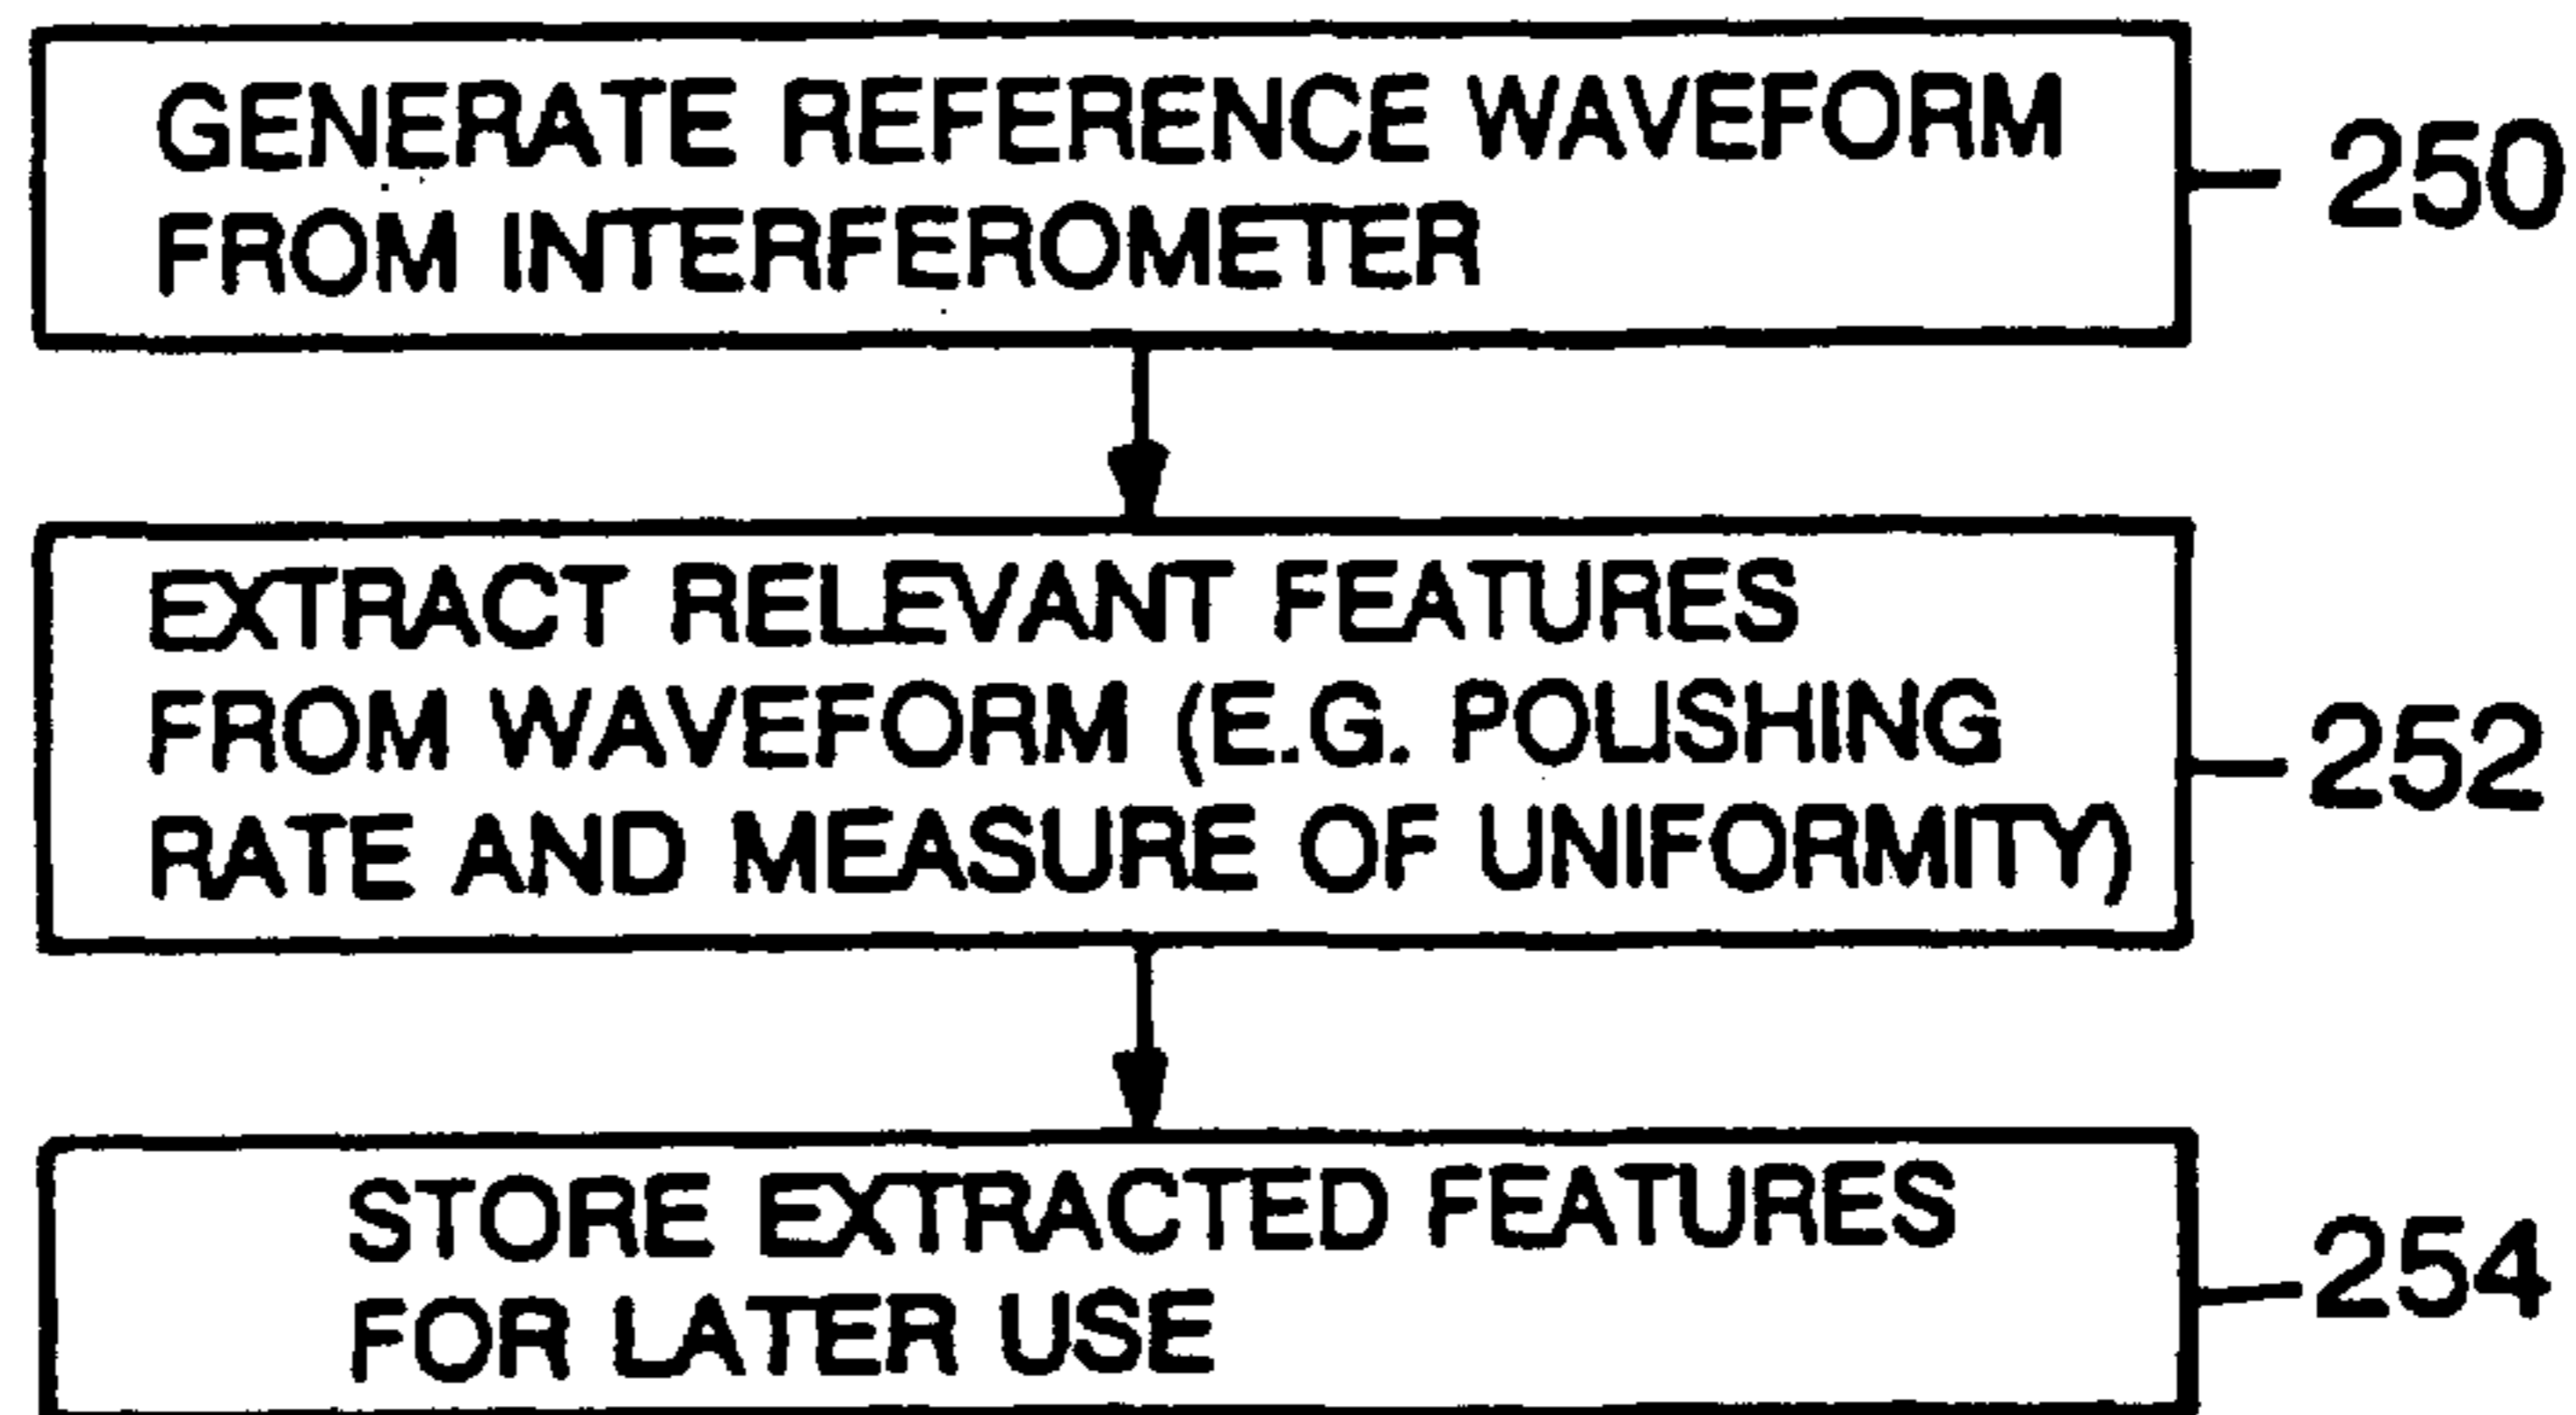 GENERATE REFERENCE WAVEFORM
FROM INTERFEROMETER
250
EXTRACT RELEVANT FEATURES
FROM WAVEFORM (E.G. POLISHING
RATE AND MEASURE OF UNIFORMITY)
252
STORE EXTRACTED FEATURES
FOR LATER USE
254